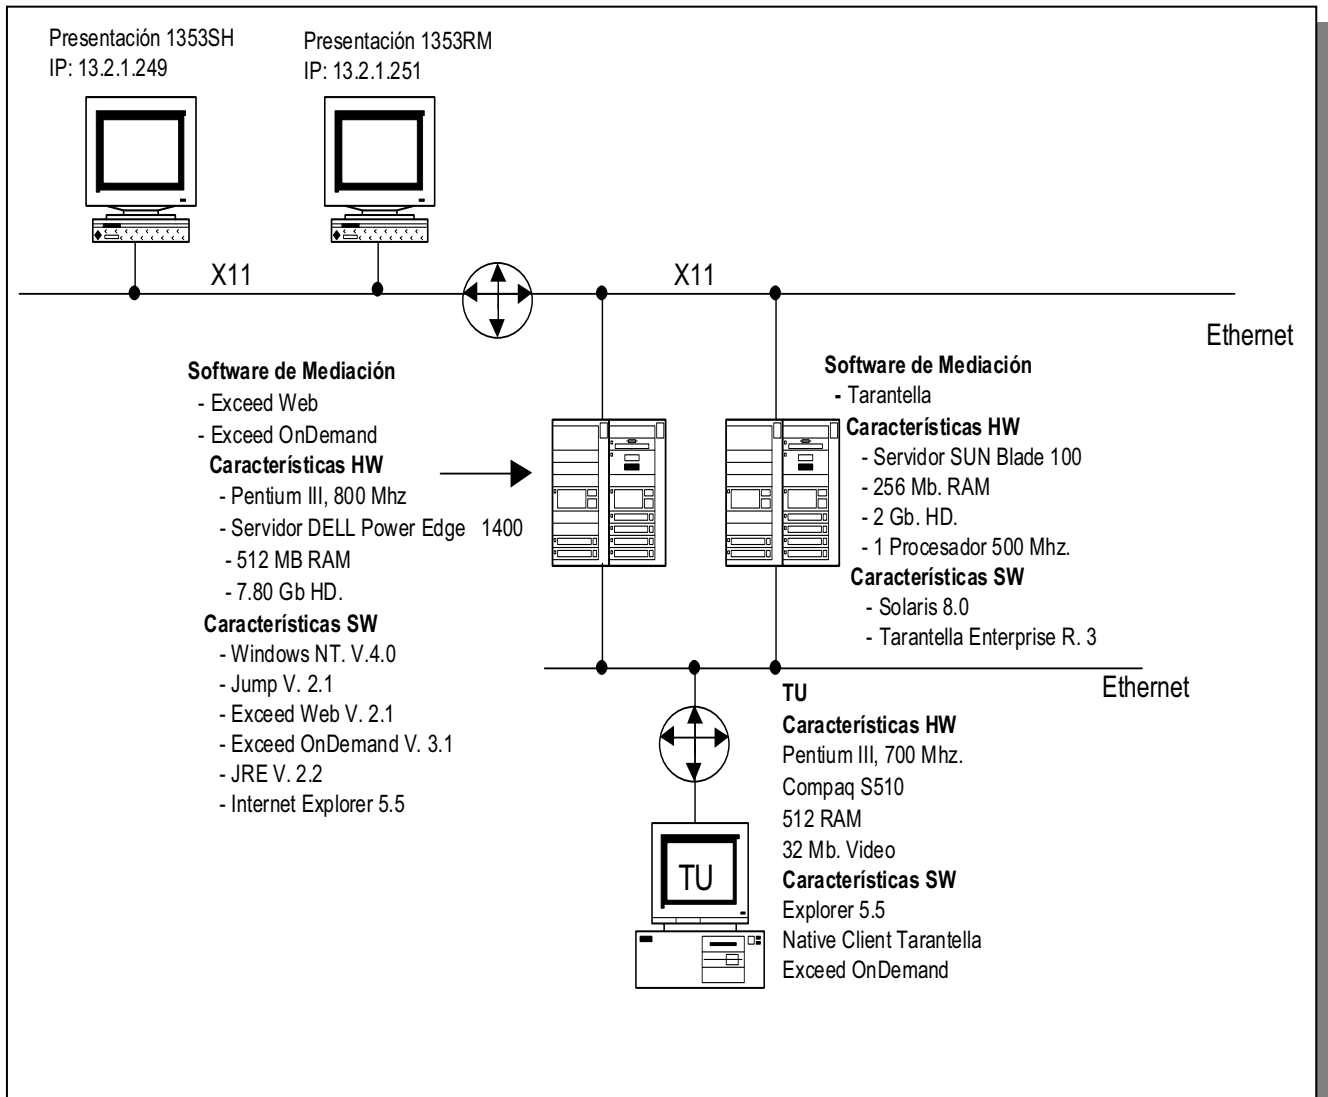 Presentación 1353SH
IP: 13.2.1.249
Presentación 1353RM
IP: 13.2.1.251
X11
X11
Ethernet
Software de Mediación
- Exceed Web
- Exceed OnDemand
Características HW
- Pentium III, 800 Mhz
- Servidor DELL Power Edge 1400
- 512 MB RAM
- 7.80 Gb HD.
Características SW
- Windows NT. V.4.0
- Jump V. 2.1
- Exceed Web V. 2.1
- Exceed OnDemand V. 3.1
- JRE V. 2.2
- Internet Explorer 5.5
Software de Mediación
- Tarantella
Características HW
- Servidor SUN Blade 100
- 256 Mb. RAM
- 2 Gb. HD.
- 1 Procesador 500 Mhz.
Características SW
- Solaris 8.0
- Tarantella Enterprise R. 3
Ethernet
TU
Características HW
Pentium III, 700 Mhz.
Compaq S510
512 RAM
32 Mb. Video
Características SW
Explorer 5.5
Native Client Tarantella
Exceed OnDemand
TU